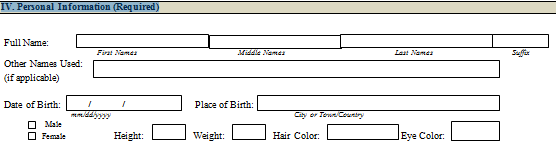 IV. Personal Information (Required)
Full Name:
First Names Middle Names Last Names Suffix
Other Names Used:
(if applicable)
Date of Birth: / / Place of Birth:
mm/dd/yyyy City or Town/Country
Male
Female Height: Weight: Hair Color: Eye Color: